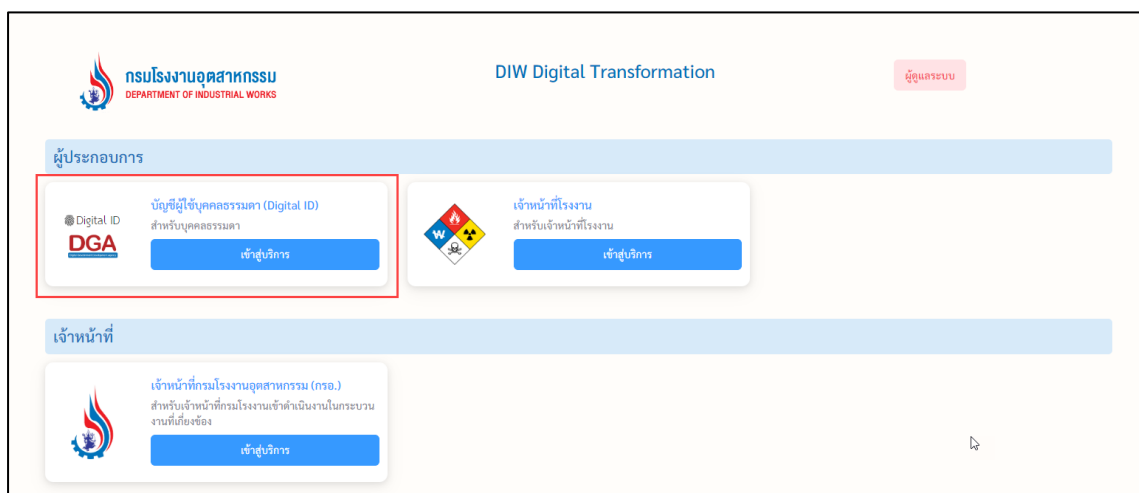 กรมโรงงานอุตสาหกรรม
DEPARTMENT OF INDUSTRIAL WORKS
DIW Digital Transformation
ผู้ดูแลระบบ
ผู้ประกอบการ
Digital ID
DGA
บัญชีผู้ใช้บุคคลธรรมดา (Digital ID)
สำหรับบุคคลธรรมดา
เข้าสู่บริการ
W
เจ้าหน้าที่โรงงาน
สำหรับเจ้าหน้าที่โรงงาน
เข้าสู่บริการ
เจ้าหน้าที่
เจ้าหน้าที่กรมโรงงานอุตสาหกรรม (กรอ.)
สำหรับเจ้าหน้าที่กรมโรงงานเข้าดำเนินงานในกระบวน
งานที่เกี่ยงข้อง
เข้าสู่บริการ